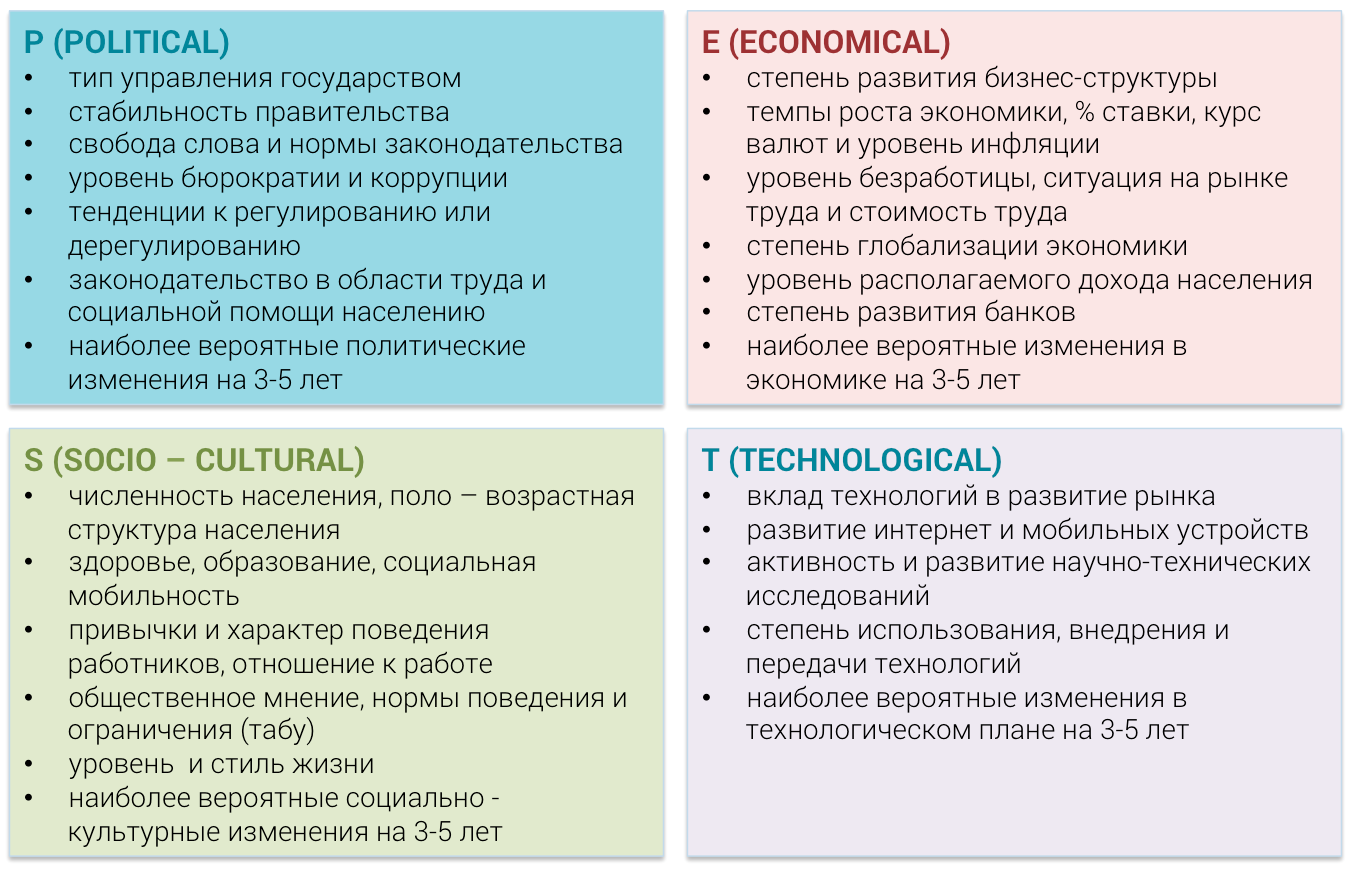 P (POLITICAL)
• тип управления государством
• стабильность правительства
• свобода слова и нормы законодательства
• уровень бюрократии и коррупции
• тенденции к регулированию или
дерегулированию
• законодательство в области труда и
социальной помощи населению
• наиболее вероятные политические
изменения на 3-5 лет
E (ECONOMICAL)
• степень развития бизнес-структуры
• темпы роста экономики, % ставки, курс
валют и уровень инфляции
• уровень безработицы, ситуация на рынке
труда и стоимость труда
• степень глобализации экономики
• уровень располагаемого дохода населения
• степень развития банков
• наиболее вероятные изменения в
экономике на 3-5 лет
S (SOCIO – CULTURAL)
• численность населения, поло – возрастная
структура населения
• здоровье, образование, социальная
мобильность
• привычки и характер поведения
работников, отношение к работе
• общественное мнение, нормы поведения и
ограничения (табу)
• уровень  и стиль жизни
• наиболее вероятные социально -
культурные изменения на 3-5 лет
T (TECHNOLOGICAL)
• вклад технологий в развитие рынка
• развитие интернет и мобильных устройств
• активность и развитие научно-технических
исследований
• степень использования, внедрения и
передачи технологий
• наиболее вероятные изменения в
технологическом плане на 3-5 лет